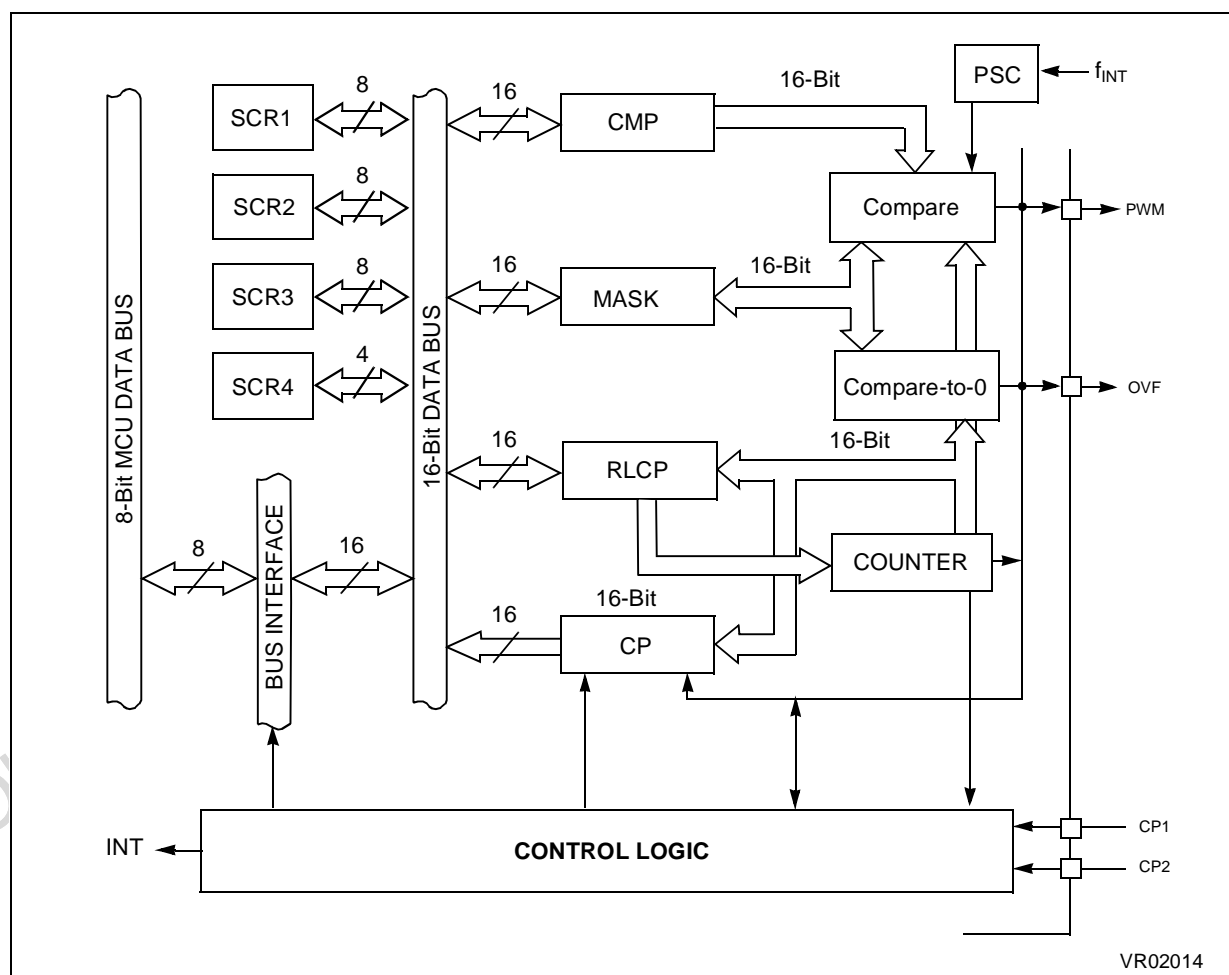 PSC
f_INT
16-Bit
8
SCR1
16
CMP
8
SCR2
Compare
PWM
8
SCR3
16
MASK
16-Bit
4
SCR4
Compare-to-0
OVF
16-Bit
16
RLCP
8-Bit MCU DATA BUS
16-Bit DATA BUS
BUS INTERFACE
8
16
COUNTER
16-Bit
16
CP
INT
CONTROL LOGIC
CP1
CP2
VR02014